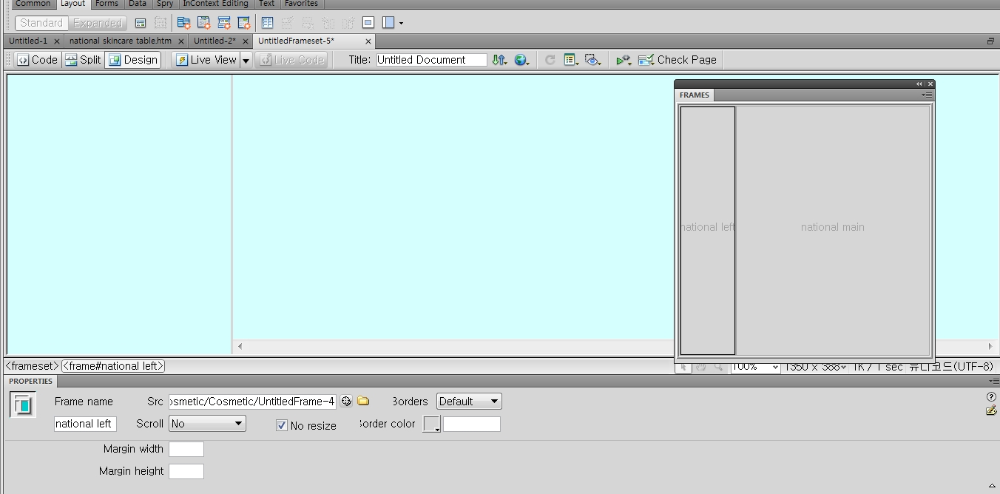 Common Layout Forms Data Spry InContext Editing Text Favorites
Standard Expanded
Untitled-1 × national skincare table.htm × Untitled-2* × UntitledFrameset-5* ×
Code Split Design Live View Live Code Title: Untitled Document Check Page
FRAMES
national left national main
<frameset> <frame#national left> 100% 1350 x 388 1K / 1 sec 유니코드(UTF-8)
PROPERTIES
Frame name Src osmetic/Cosmetic/UntitledFrame-4 Borders Default
national left Scroll No No resize Border color
Margin width
Margin height